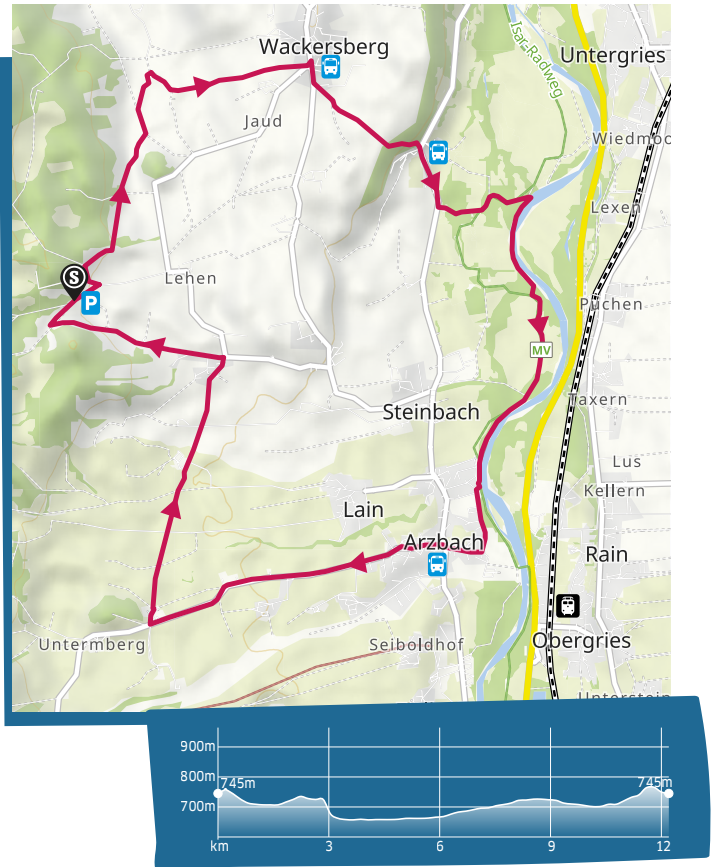 Wackersberg
Isar-Radweg
Untergries
Jaud
Wiedmoo
Lexen
S
Lehen
P
Puchen
MV
Taxern
Steinbach
Lus
Kellern
Lain
Arzbach
Rain
Untermberg
Seiboldhof
Obergries
Unterstein
900m
800m
745m
745m
700m
km
3
6
9
12